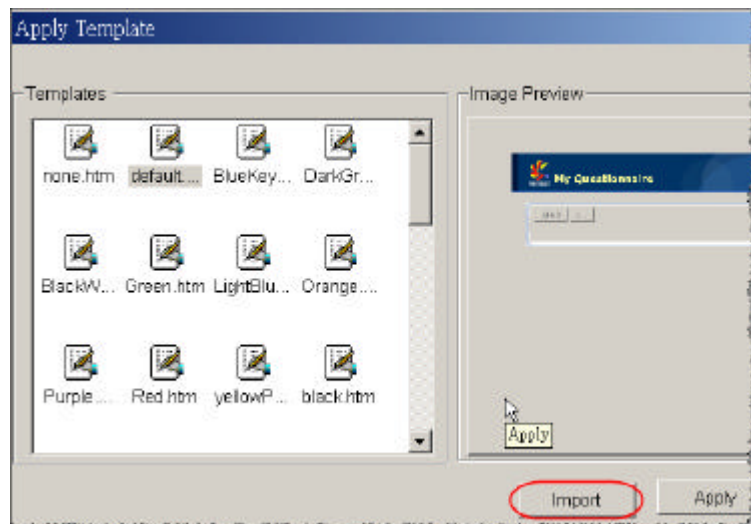 Apply Template
Templates
Image Preview
none.htm default.... BlueKey... DarkGr...
BlackW... Green.htm LightBlu... Orange....
Purple.... Red.htm yellowP... black.htm
My Questionnaire
Apply
Import
Apply